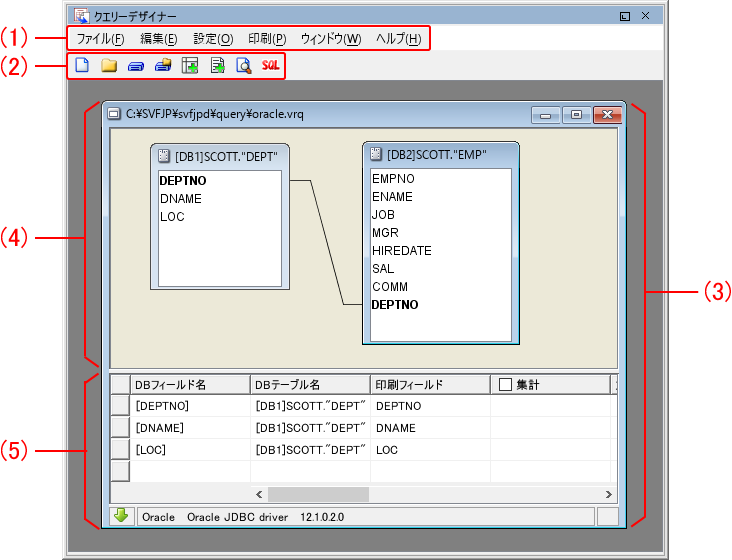 クエリーデザイナー
(1)
ファイル(F) 編集(E) 設定(O) 印刷(P) ウィンドウ(W) ヘルプ(H)
(2)
SQL
C:¥SVFJP¥svfjpd¥query¥oracle.vrq
[DB1]SCOTT."DEPT"
DEPTNO
DNAME
LOC
[DB2]SCOTT."EMP"
EMPNO
ENAME
JOB
MGR
HIREDATE
SAL
COMM
DEPTNO
(4)
(3)
DBフィールド名 DBテーブル名 印刷フィールド 集計
[DEPTNO] [DB1]SCOTT."DEPT" DEPTNO
[DNAME] [DB1]SCOTT."DEPT" DNAME
[LOC] [DB1]SCOTT."DEPT" LOC
(5)
Oracle Oracle JDBC driver 12.1.0.2.0